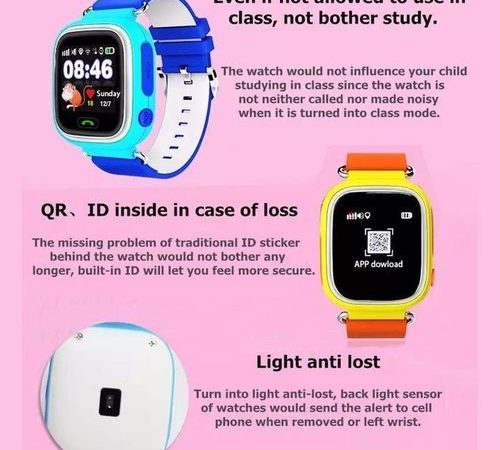 Even if not allowed to use in
class, not bother study.
08:46
Sunday
18 12/7
The watch would not influence your child
studying in class since the watch is
not neither called nor made noisy
when it is turned into class mode.
QR、ID inside in case of loss
The missing problem of traditional ID sticker
behind the watch would not bother any
longer, built-in ID will let you feel more secure.
APP dowload
Light anti lost
Turn into light anti-lost, back light sensor
of watches would send the alert to cell
phone when removed or left wrist.